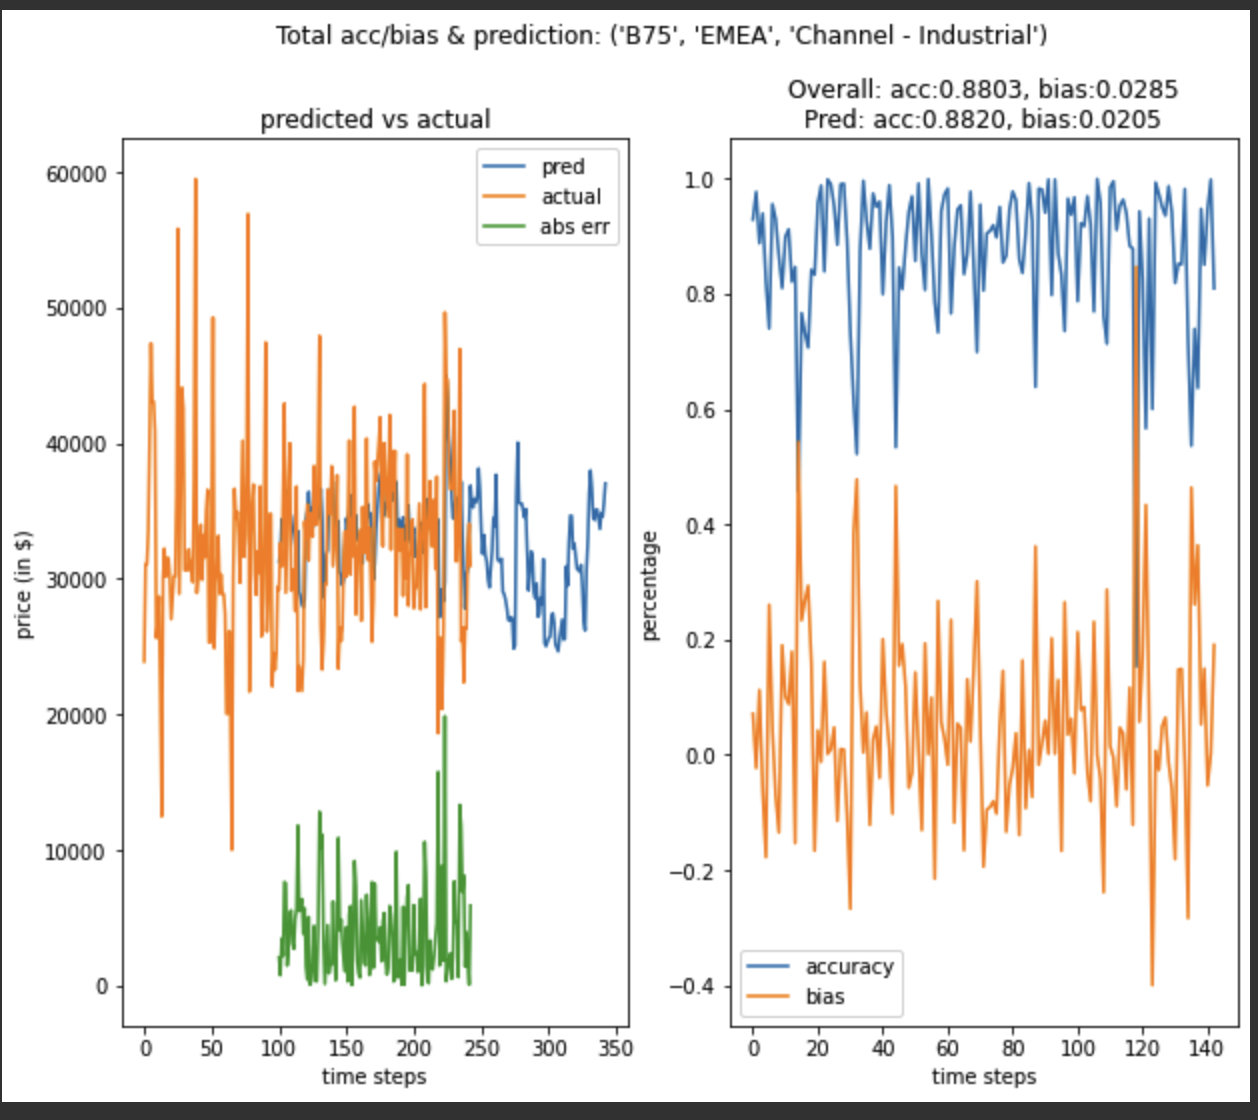 Total acc/bias & prediction: ('B75', 'EMEA', 'Channel - Industrial')
predicted vs actual
pred
actual
abs err
price (in $)
60000
50000
40000
30000
20000
10000
0
0 50 100 150 200 250 300 350
time steps
Overall: acc:0.8803, bias:0.0285
Pred: acc:0.8820, bias:0.0205
percentage
1.0
0.8
0.6
0.4
0.2
0.0
−0.2
−0.4
accuracy
bias
0 20 40 60 80 100 120 140
time steps